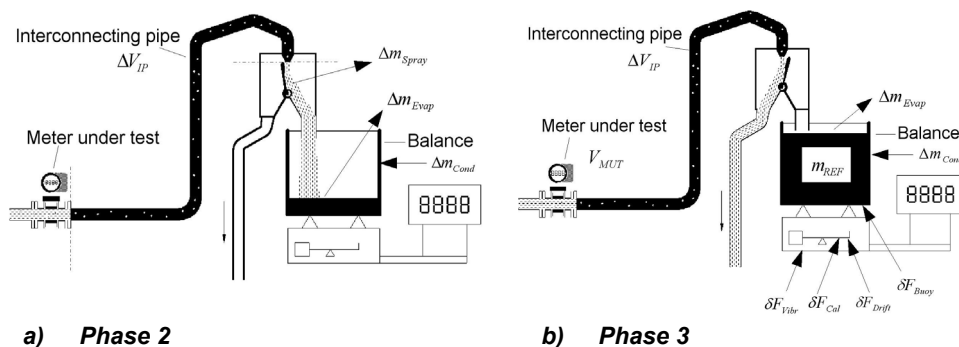 Interconnecting pipe
ΔV_IP
Δm_Spray
Δm_Evap
Meter under test
Balance
Δm_Cond
8888
a) Phase 2
Interconnecting pipe
ΔV_IP
Δm_Evap
Meter under test
V_MUT
Balance
m_REF
Δm_Con
8888
δF_Buoy
δF_Vibr
δF_Cal
δF_Drift
b) Phase 3